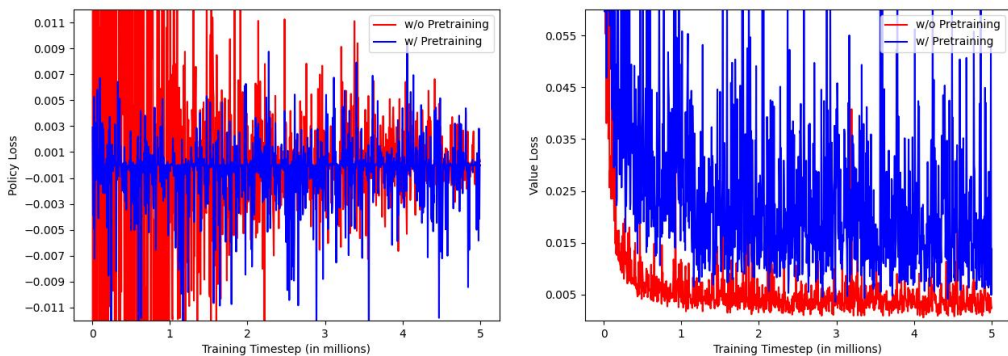 w/o Pretraining
w/ Pretraining
0.011
0.009
0.007
0.005
0.003
0.001
−0.001
−0.003
−0.005
−0.007
−0.009
−0.011
Policy Loss
0 1 2 3 4 5
Training Timestep (in millions)
w/o Pretraining
w/ Pretraining
0.055
0.045
0.035
0.025
0.015
0.005
Value Loss
0 1 2 3 4 5
Training Timestep (in millions)